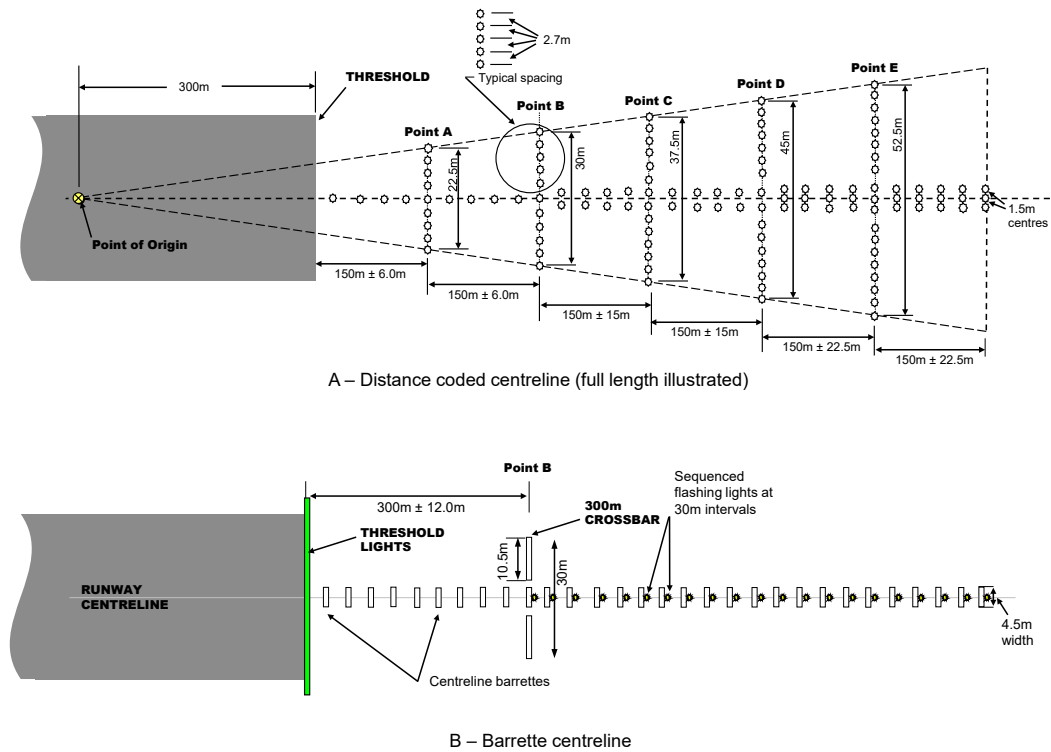 2.7m
Typical spacing
300m
THRESHOLD
Point A
Point B
Point C
Point D
Point E
22.5m
30m
37.5m
45m
52.5m
Point of Origin
1.5m
centres
150m ± 6.0m
150m ± 6.0m
150m ± 15m
150m ± 15m
150m ± 22.5m
150m ± 22.5m
A – Distance coded centreline (full length illustrated)
Point B
300m ± 12.0m
300m
CROSSBAR
Sequenced
flashing lights at
30m intervals
THRESHOLD
LIGHTS
10.5m
30m
RUNWAY
CENTRELINE
4.5m
width
Centreline barrettes
B – Barrette centreline